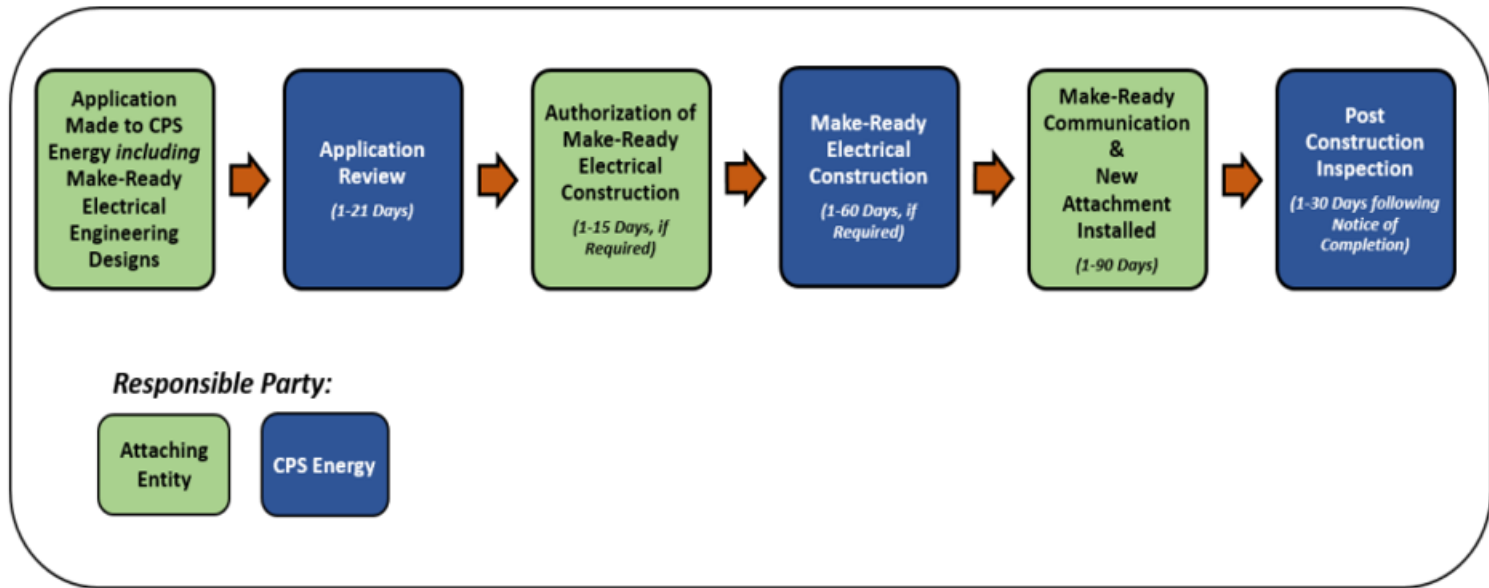 Application
Made to CPS
Energy including
Make-Ready
Electrical
Engineering
Designs
Application
Review
(1-21 Days)
Authorization of
Make-Ready
Electrical
Construction
(1-15 Days, if
Required)
Make-Ready
Electrical
Construction
(1-60 Days, if
Required)
Make-Ready
Communication
&
New
Attachment
Installed
(1-90 Days)
Post
Construction
Inspection
(1-30 Days following
Notice of
Completion)
Responsible Party:
Attaching
Entity
CPS Energy